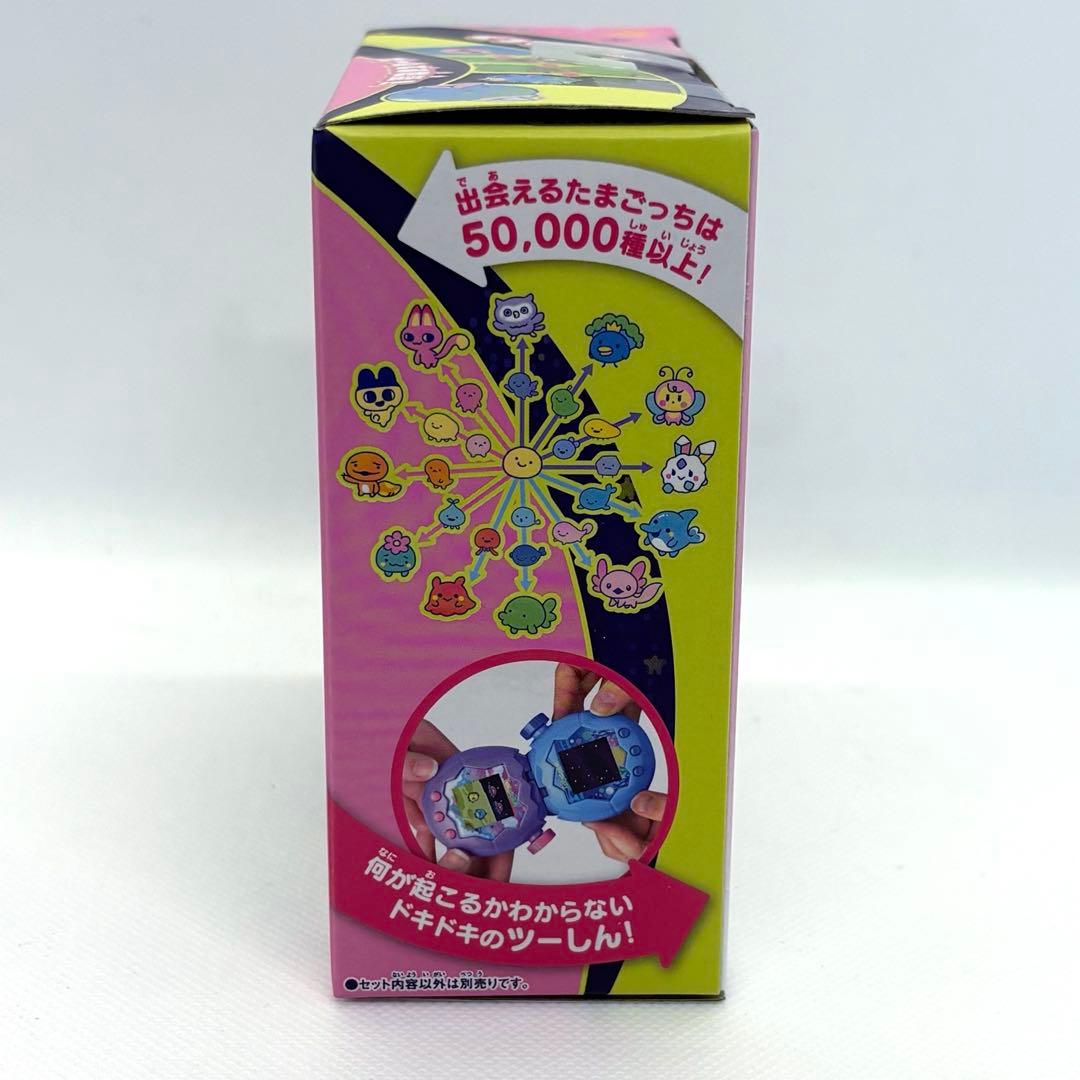 出会えるたまごっちは
50,000種以上!
何が起こるかわからない
ドキドキのツーしん!
●セット内容以外は別売りです。